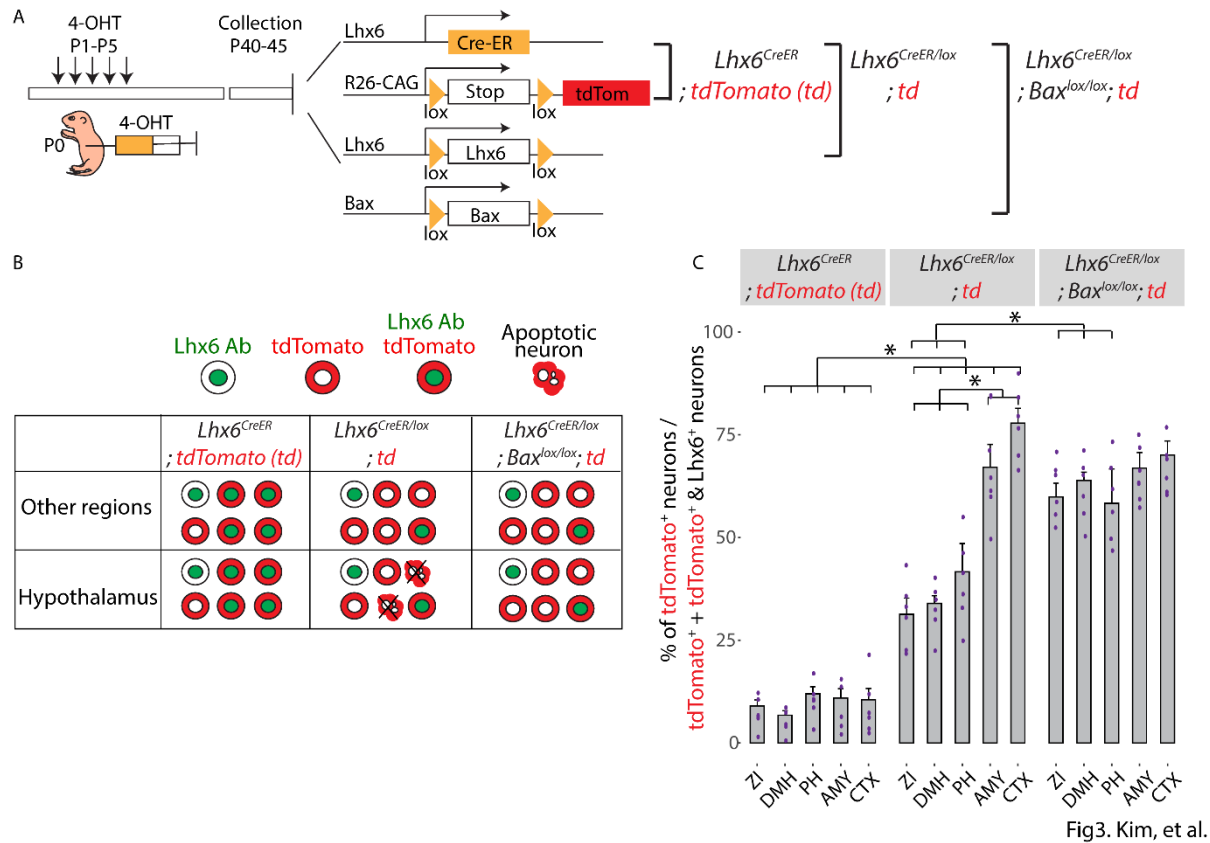 A
4-OHT
P1-P5
Collection
P40-45
P0
4-OHT
Lhx6
Cre-ER
R26-CAG
Stop
tdTom
lox
lox
Lhx6
Lhx6
lox
lox
Bax
Bax
lox
lox
Lhx6CreER
; tdTomato (td)
Lhx6CreER/lox
; td
Lhx6CreER/lox
; Baxlox/lox; td
B
Lhx6 Ab
tdTomato
Lhx6 Ab
tdTomato
Apoptotic
neuron
Lhx6CreER
; tdTomato (td)
Lhx6CreER/lox
; td
Lhx6CreER/lox
; Baxlox/lox; td
Other regions
Hypothalamus
C
Lhx6CreER
; tdTomato (td)
Lhx6CreER/lox
; td
Lhx6CreER/lox
; Baxlox/lox; td
% of tdTomato+ neurons /
tdTomato+ + tdTomato+ & Lhx6+ neurons
100
75
50
25
0
*
*
*
ZI
DMH
PH
AMY
CTX
ZI
DMH
PH
AMY
CTX
ZI
DMH
PH
AMY
CTX
Fig3. Kim, et al.